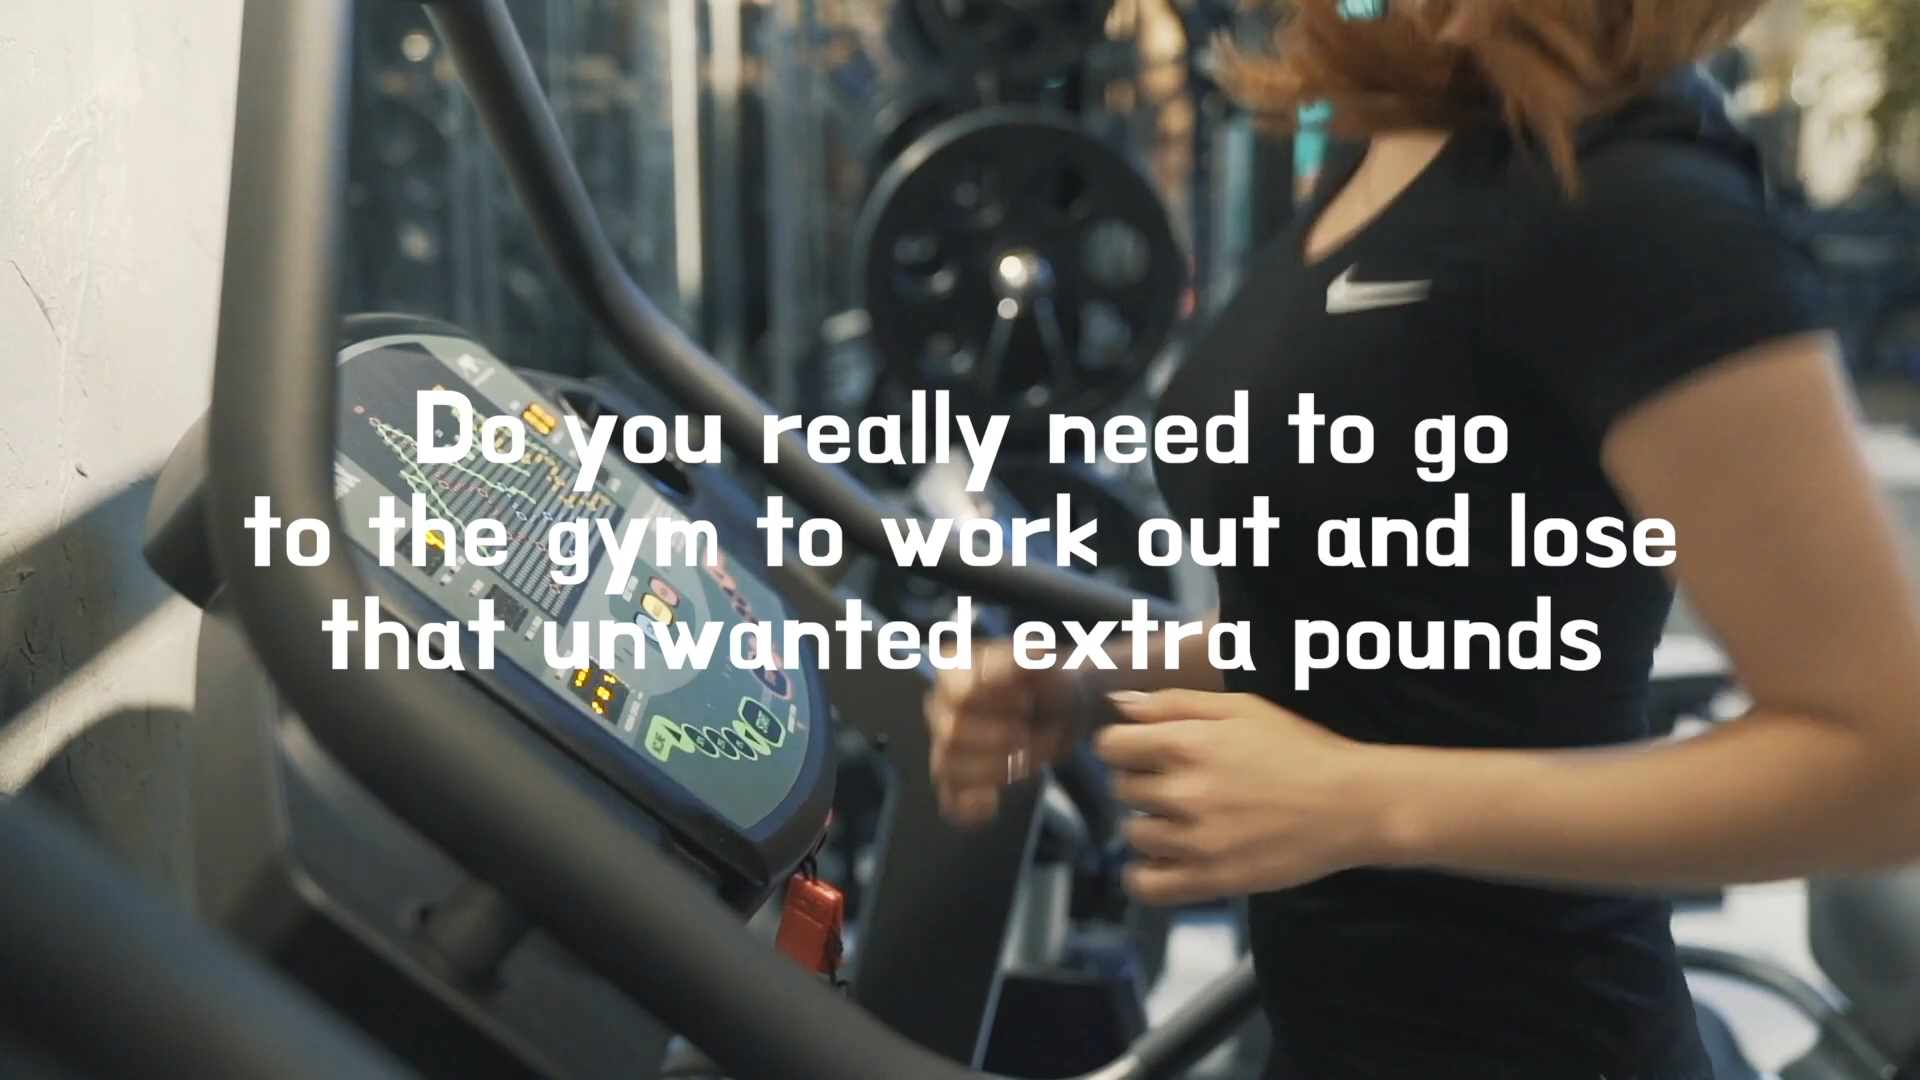 Do you really need to go
to the gym to work out and lose
that unwanted extra pounds